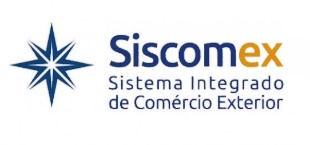 Siscomex
Sistema Integrado
de Comércio Exterior